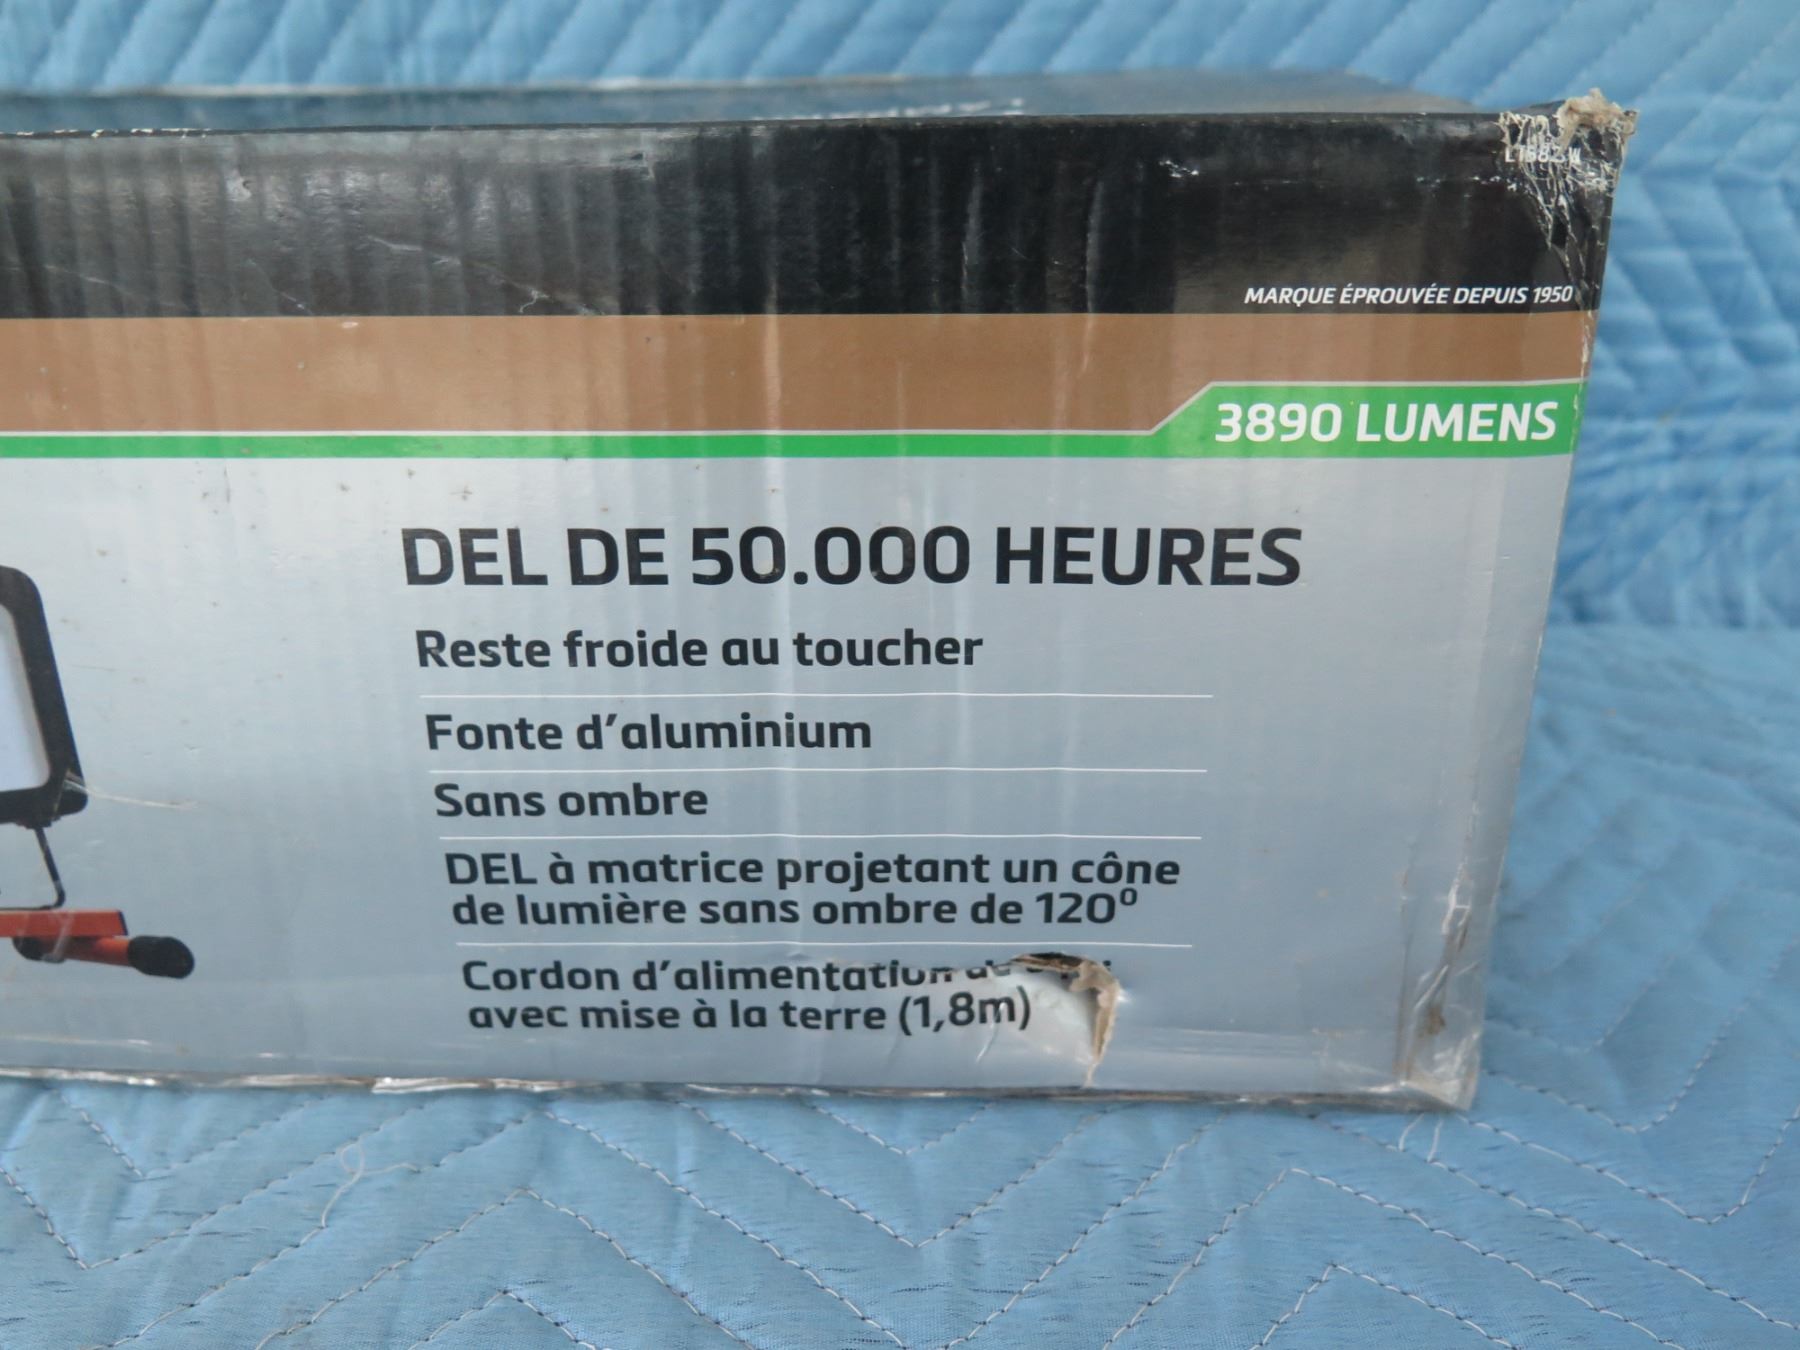 MARQUE ÉPROUVÉE DEPUIS 1950
3890 LUMENS
DEL DE 50.000 HEURES
Reste froide au toucher
Fonte d'aluminium
Sans ombre
DEL à matrice projetant un cône
de lumière sans ombre de 120º
Cordon d'alimentation
avec mise à la terre (1,8m)